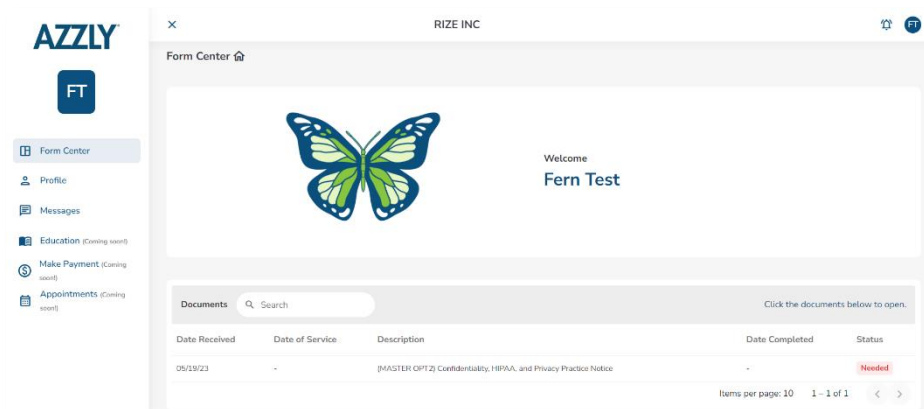 AZZLY
RIZE INC
FT
Form Center
FT
Form Center
Profile
Messages
Education (Coming soon!)
Make Payment (Coming
soon!)
Appointments (Coming
soon!)
Welcome
Fern Test
Documents
Search
Click the documents below to open.
Date Received Date of Service Description Date Completed Status
05/19/23 - (MASTER OPT2) Confidentiality, HIPAA, and Privacy Practice Notice - Needed
Items per page: 10 1 – 1 of 1